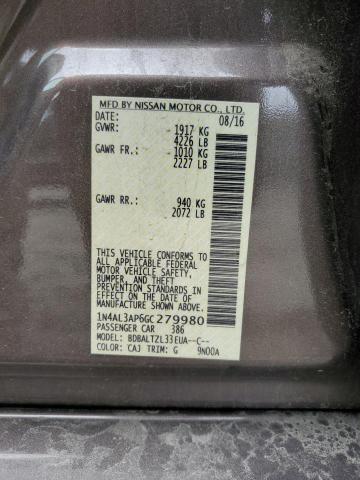 MFD BY NISSAN MOTOR CO., LTD.
DATE: 08/16
GVWR: 1917 KG
4226 LB
GAWR FR.: 1010 KG
2227 LB
GAWR RR.: 940 KG
2072 LB
THIS VEHICLE CONFORMS
TO ALL APPLICABLE FEDERAL
MOTOR VEHICLE SAFETY,
BUMPER, AND THEFT
PREVENTION STANDARDS
IN EFFECT ON THE DATE OF
MANUFACTURE SHOWN ABOVE.
1N4AL3AP6GC279980
PASSENGER CAR 386
MODEL: BDBALTZL33EUA--C--
COLOR: CAJ TRIM: G 9N00A